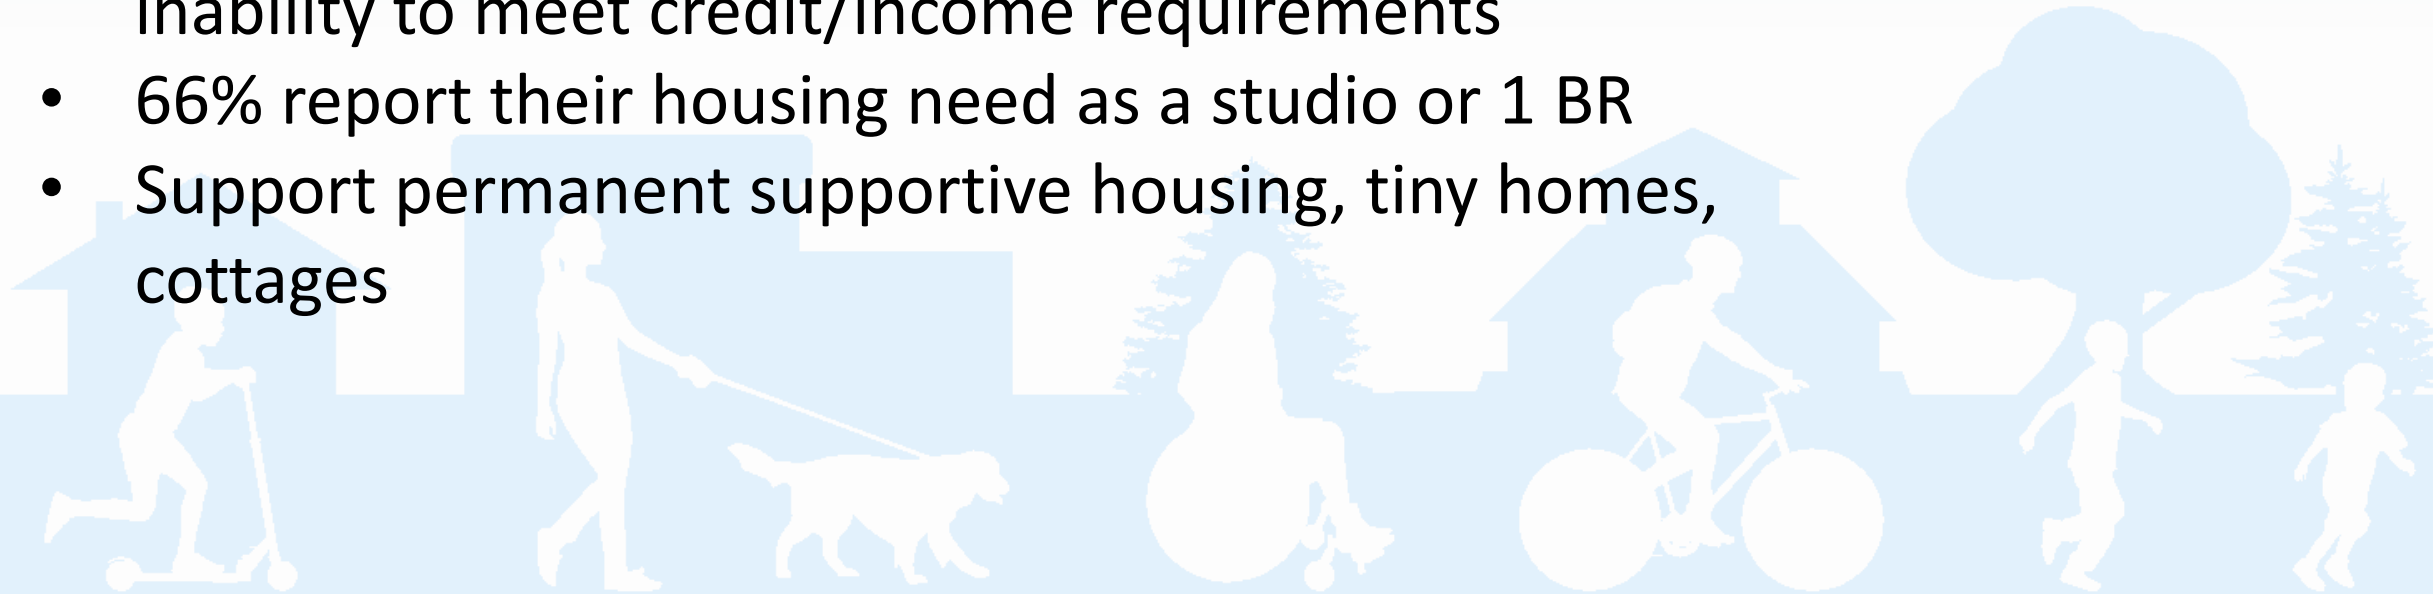 Inability to meet credit/income requirements
• 66% report their housing need as a studio or 1 BR
• Support permanent supportive housing, tiny homes,
cottages